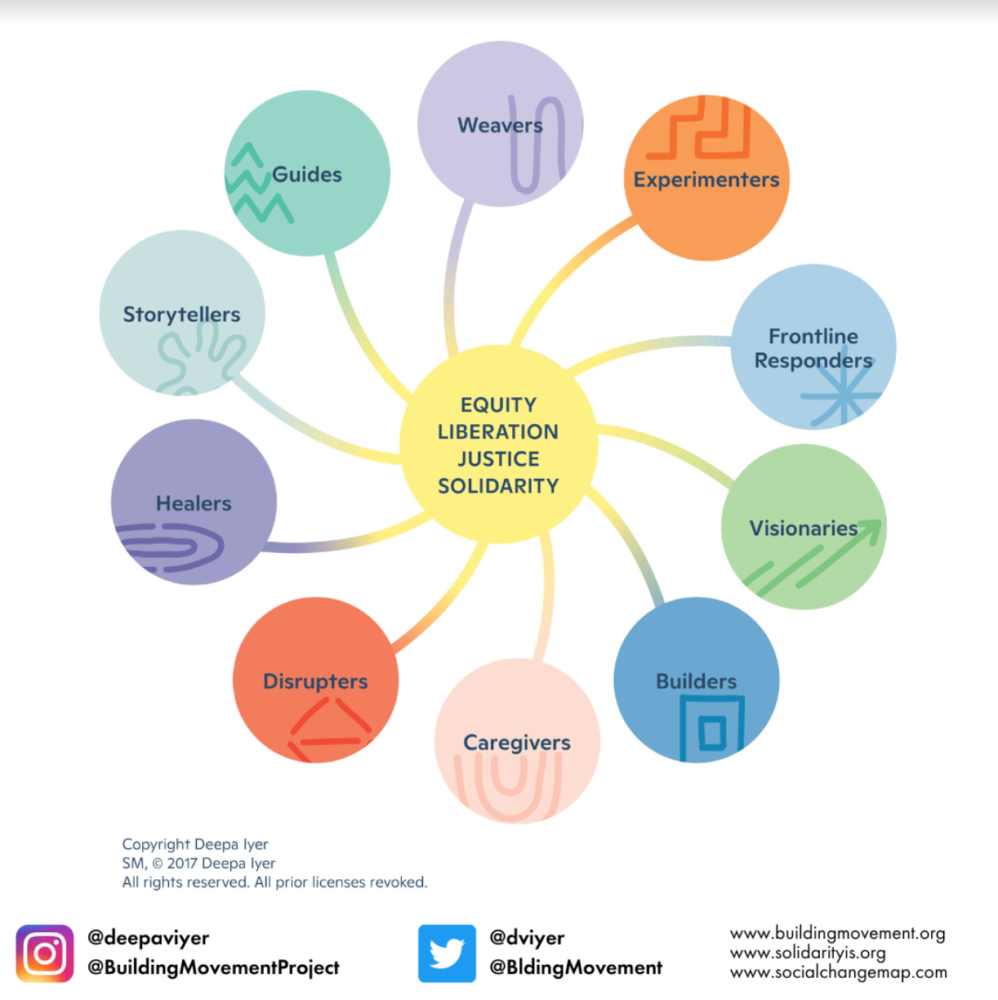 Weavers
Guides
Experimenters
Storytellers
Frontline
Responders
EQUITY
LIBERATION
JUSTICE
SOLIDARITY
Healers
Visionaries
Disrupters
Builders
Caregivers
Copyright Deepa Iyer
SM, © 2017 Deepa Iyer
All rights reserved. All prior licenses revoked.
@deepaviyer
@BuildingMovementProject
@dviyer
@BldingMovement
www.buildingmovement.org
www.solidarityis.org
www.socialchangemap.com